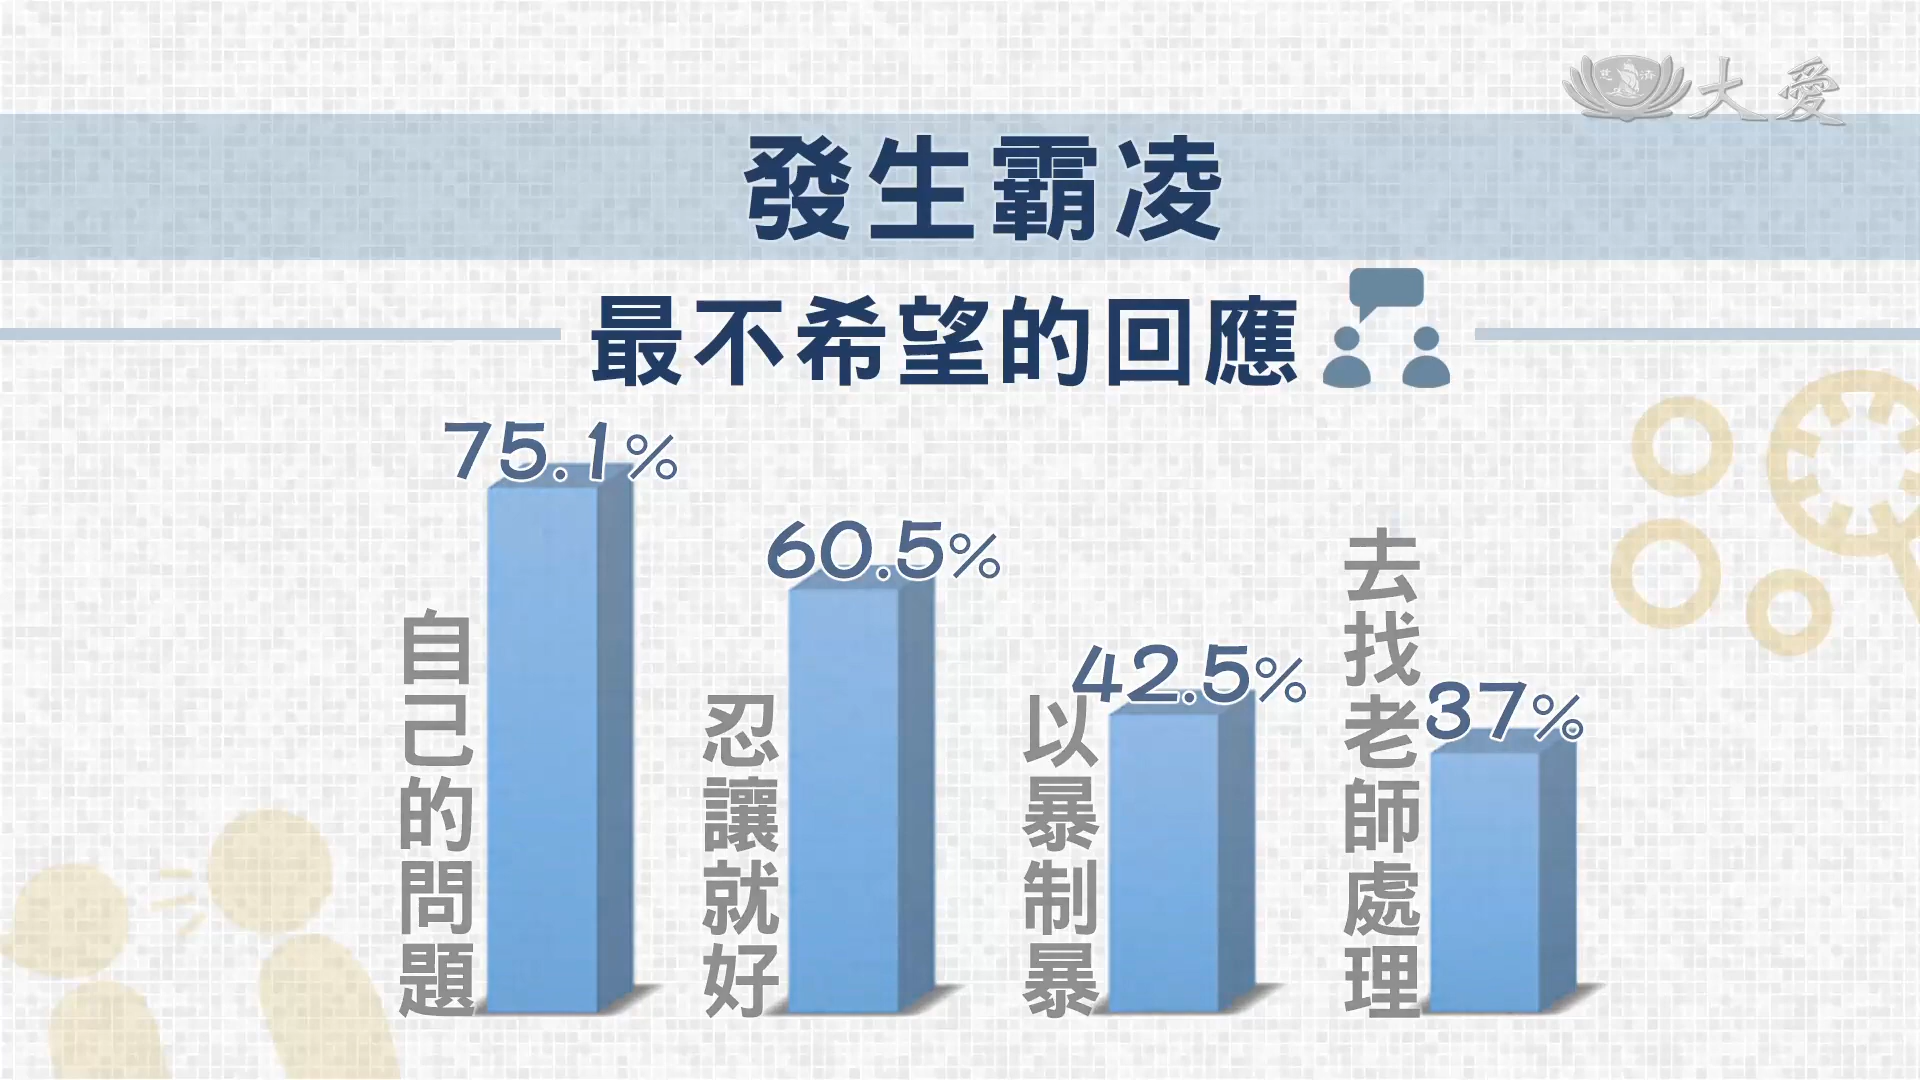 慈濟
大愛
發生霸凌
最不希望的回應
75.1%
自己的問題
60.5%
忍讓就好
42.5%
以暴制暴
37%
去找老師處理